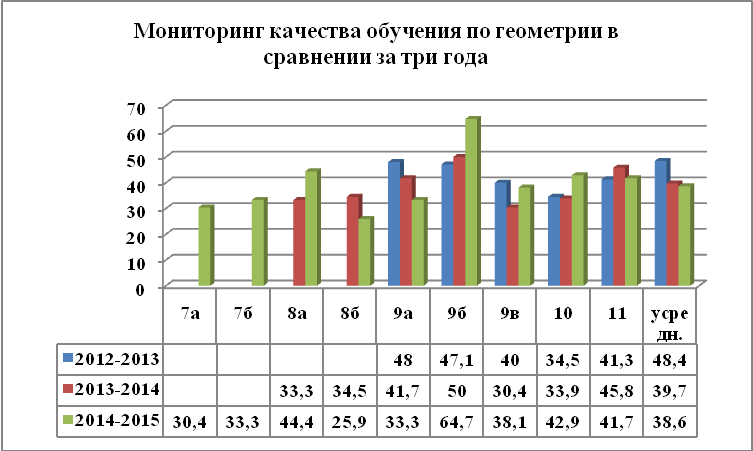 Мониторинг качества обучения по геометрии в
сравнении за три года
70
60
50
40
30
20
10
0
7а 7б 8а 8б 9а 9б 9в 10 11 усре
дн.
2012-2013 48 47,1 40 34,5 41,3 48,4
2013-2014 33,3 34,5 41,7 50 30,4 33,9 45,8 39,7
2014-2015 30,4 33,3 44,4 25,9 33,3 64,7 38,1 42,9 41,7 38,6